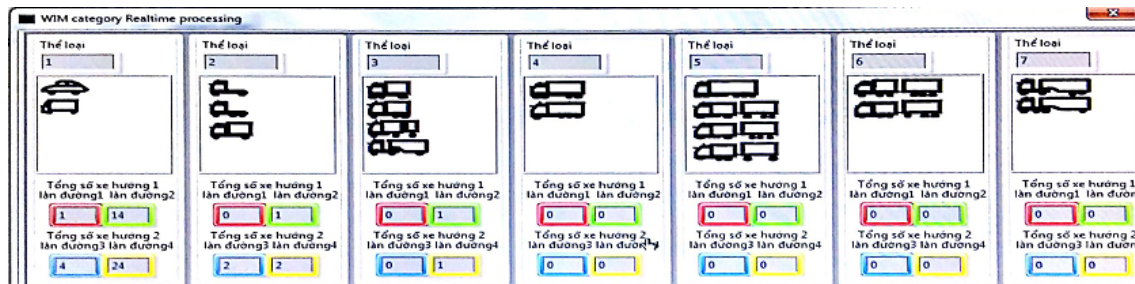 WIM category Realtime processing
Thể loại
1
Tổng số xe hướng 1
làn đường1 làn đường2
1 14
Tổng số xe hướng 2
làn đường3 làn đường4
4 24
Thể loại
2
Tổng số xe hướng 1
làn đường1 làn đường2
0 1
Tổng số xe hướng 2
làn đường3 làn đường4
2 2
Thể loại
3
Tổng số xe hướng 1
làn đường1 làn đường2
0 1
Tổng số xe hướng 2
làn đường3 làn đường4
0 1
Thể loại
4
Tổng số xe hướng 1
làn đường1 làn đường2
0 0
Tổng số xe hướng 2
làn đường3 làn
0 0
Thể loại
5
Tổng số xe hướng 1
làn đường1 làn đường2
0 0
Tổng số xe hướng 2
làn đường3 làn đường4
0 0
Thể loại
6
Tổng số xe hướng 1
làn đường1 làn đường2
0 0
Tổng số xe hướng 2
làn đường3 làn đường4
0 0
Thể loại
7
Tổng số xe hướng 1
làn đường1 làn đường
0 0
Tổng số xe hướng 2
làn đường3 làn đường
0 0